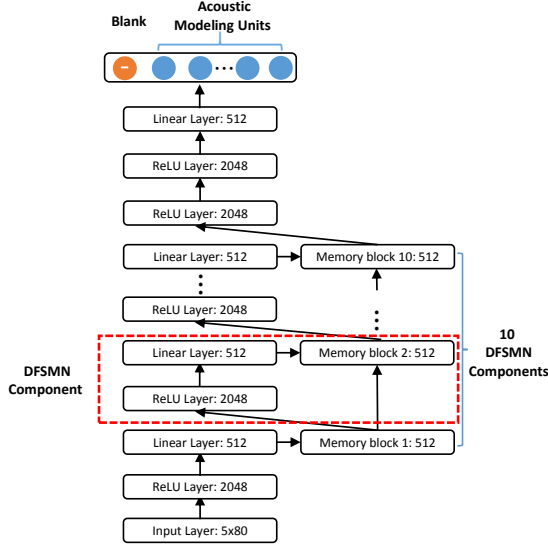 Blank
Acoustic
Modeling Units
–
...
Linear Layer: 512
ReLU Layer: 2048
ReLU Layer: 2048
Linear Layer: 512
Memory block 10: 512
ReLU Layer: 2048
Linear Layer: 512
Memory block 2: 512
ReLU Layer: 2048
Linear Layer: 512
Memory block 1: 512
ReLU Layer: 2048
Input Layer: 5x80
DFSMN
Component
10
DFSMN
Components